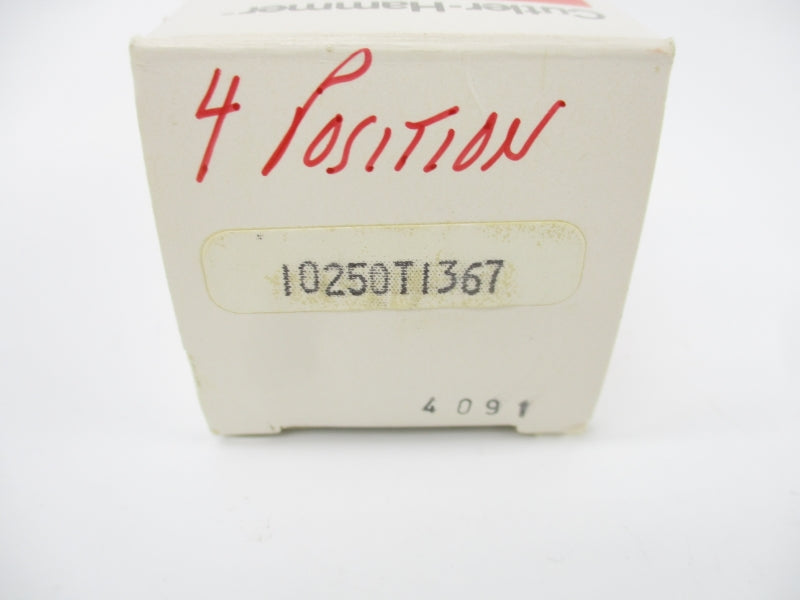 Cutler-Hammer
4 POSITION
10250T1367
4091